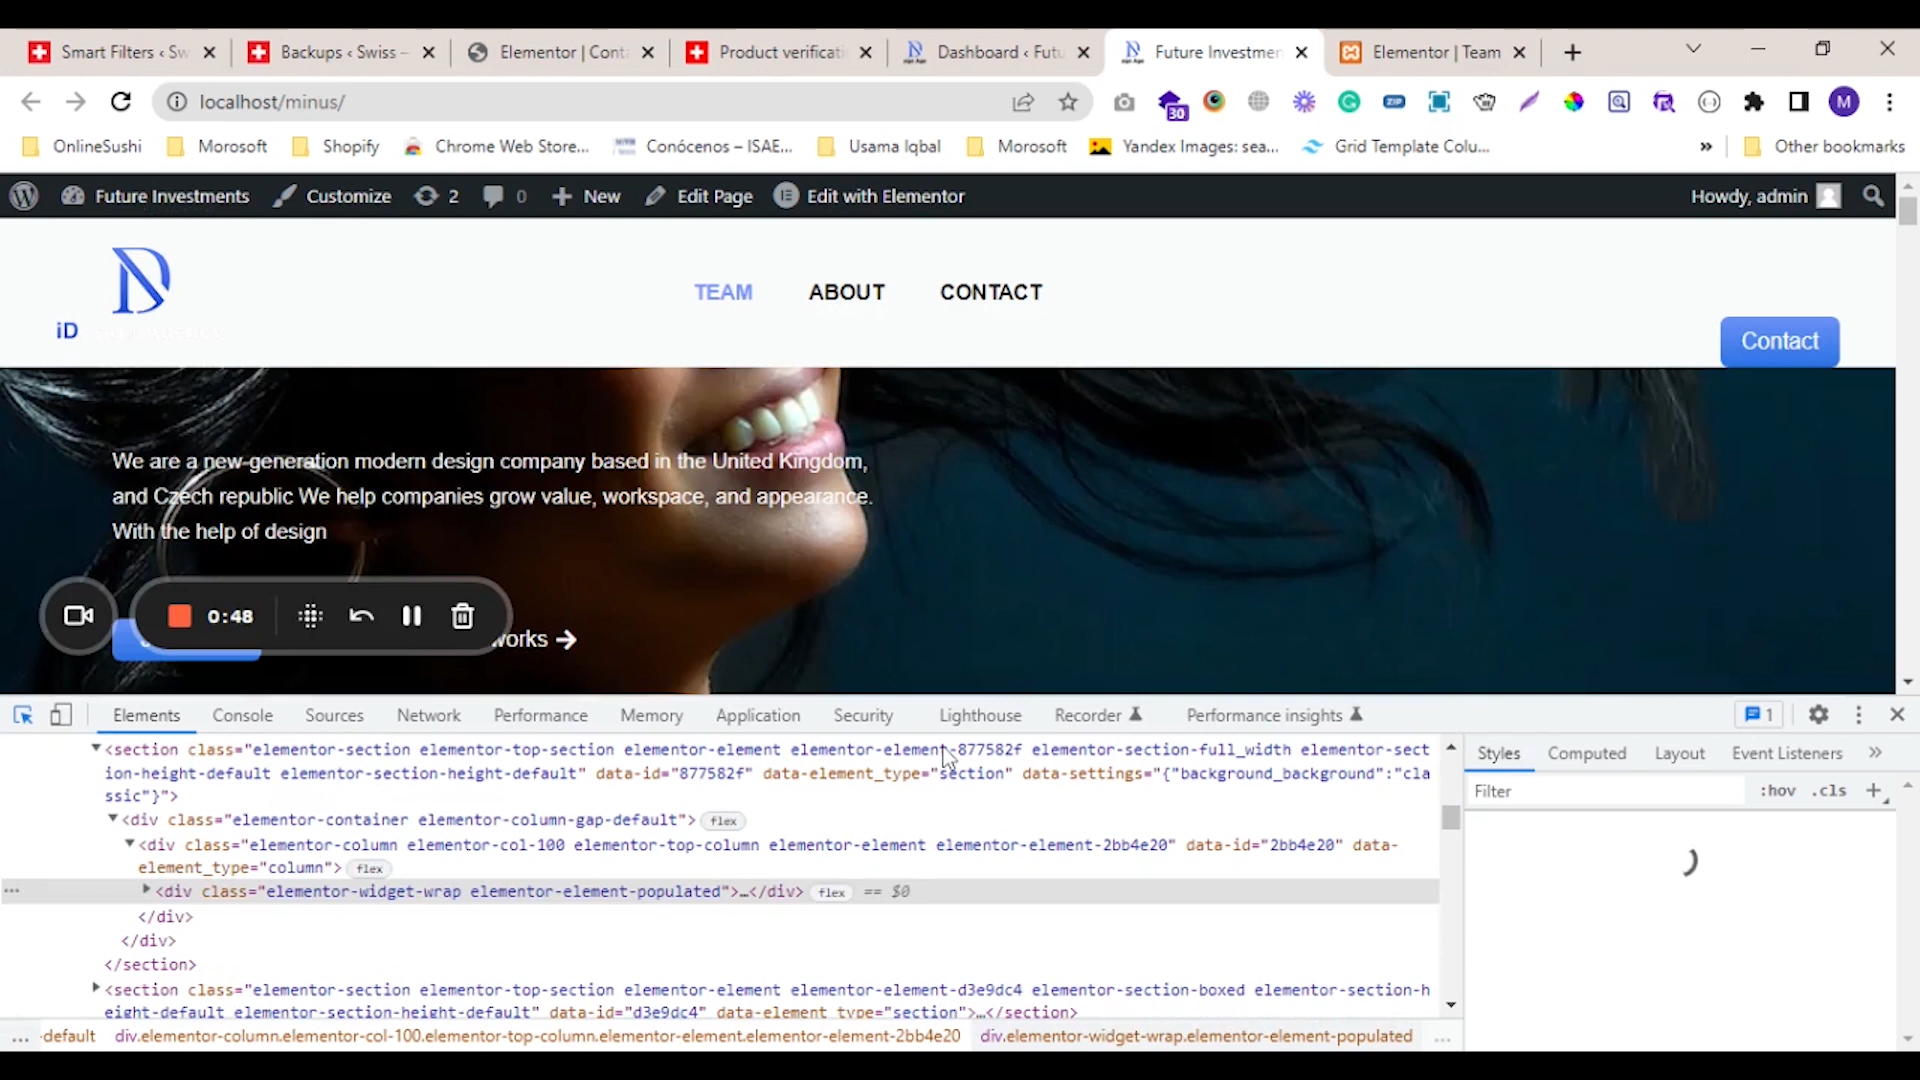 Smart Filters ‹ Sw
Backups ‹ Swiss –
Elementor | Cont
Product verificati
Dashboard ‹ Futu
Future Investmen
Elementor | Team
localhost/minus/
30
ZIP
M
OnlineSushi
Morosoft
Shopify
Chrome Web Store...
Conócenos – ISAE...
Usama Iqbal
Morosoft
Yandex Images: sea...
Grid Template Colu...
»
Other bookmarks
Future Investments
Customize
2
0
New
Edit Page
Edit with Elementor
Howdy, admin
iD
TEAM
ABOUT
CONTACT
Contact
We are a new-generation modern design company based in the United Kingdom,
and Czech republic We help companies grow value, workspace, and appearance.
With the help of design
0:48
works →
Elements
Console
Sources
Network
Performance
Memory
Application
Security
Lighthouse
Recorder
Performance insights
1
<section class="elementor-section elementor-top-section elementor-element elementor-element-877582f elementor-section-full_width elementor-sect
ion-height-default elementor-section-height-default" data-id="877582f" data-element_type="section" data-settings="{"background_background":"cla
ssic"}">
<div class="elementor-container elementor-column-gap-default"> flex
<div class="elementor-column elementor-col-100 elementor-top-column elementor-element elementor-element-2bb4e20" data-id="2bb4e20" data-
element_type="column"> flex
... <div class="elementor-widget-wrap elementor-element-populated">…</div> flex == $0
</div>
</div>
</section>
<section class="elementor-section elementor-top-section elementor-element elementor-element-d3e9dc4 elementor-section-boxed elementor-section-h
eight-default elementor-section-height-default" data-id="d3e9dc4" data-element_type="section">…</section>
... -default
div.elementor-column.elementor-col-100.elementor-top-column.elementor-element.elementor-element-2bb4e20
div.elementor-widget-wrap.elementor-element-populated
...
Styles
Computed
Layout
Event Listeners
»
Filter
:hov
.cls
+